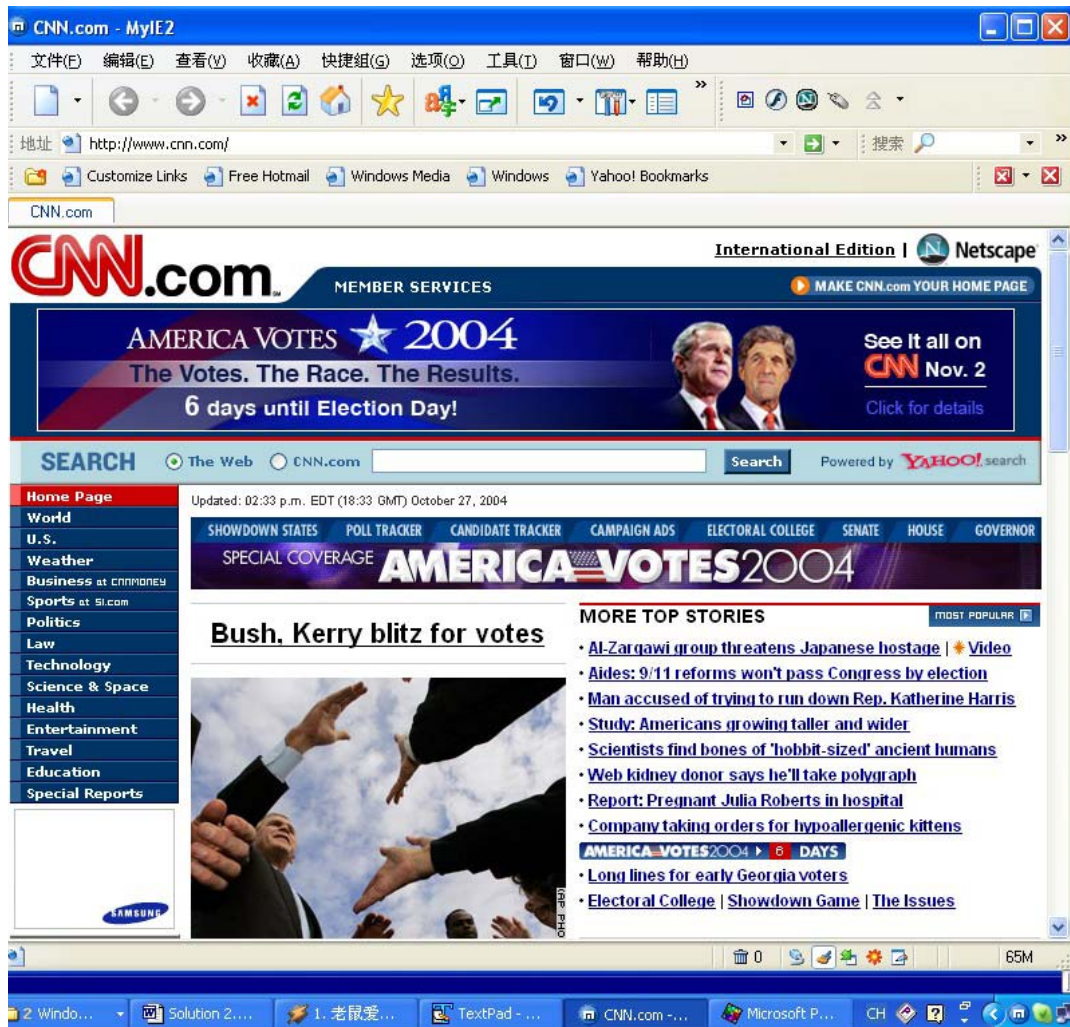 CNN.com - MyIE2
文件(F) 编辑(E) 查看(V) 收藏(A) 快捷组(G) 选项(O) 工具(T) 窗口(W) 帮助(H)
地址 http://www.cnn.com/ 搜索
Customize Links Free Hotmail Windows Media Windows Yahoo! Bookmarks
CNN.com
CNN.com
International Edition | Netscape
MEMBER SERVICES
MAKE CNN.com YOUR HOME PAGE
AMERICA VOTES 2004
The Votes. The Race. The Results.
6 days until Election Day!
See It all on
CNN Nov. 2
Click for details
SEARCH The Web CNN.com Search Powered by YAHOO! search
Home Page
World
U.S.
Weather
Business at CNNMONEY
Sports at SI.com
Politics
Law
Technology
Science & Space
Health
Entertainment
Travel
Education
Special Reports
SAMSUNG
Updated: 02:33 p.m. EDT (18:33 GMT) October 27, 2004
SHOWDOWN STATES POLL TRACKER CANDIDATE TRACKER CAMPAIGN ADS ELECTORAL COLLEGE SENATE HOUSE GOVERNOR
SPECIAL COVERAGE AMERICA VOTES 2004
Bush, Kerry blitz for votes
(AP PHO
MORE TOP STORIES
MOST POPULAR
· Al-Zarqawi group threatens Japanese hostage | Video
· Aides: 9/11 reforms won't pass Congress by election
· Man accused of trying to run down Rep. Katherine Harris
· Study: Americans growing taller and wider
· Scientists find bones of 'hobbit-sized' ancient humans
· Web kidney donor says he'll take polygraph
· Report: Pregnant Julia Roberts in hospital
· Company taking orders for hypoallergenic kittens
AMERICA VOTES2004 6 DAYS
· Long lines for early Georgia voters
· Electoral College | Showdown Game | The Issues
0 65M
2 Windo... Solution 2.... 1. 老鼠爱... TextPad - ... CNN.com -... Microsoft P... CH